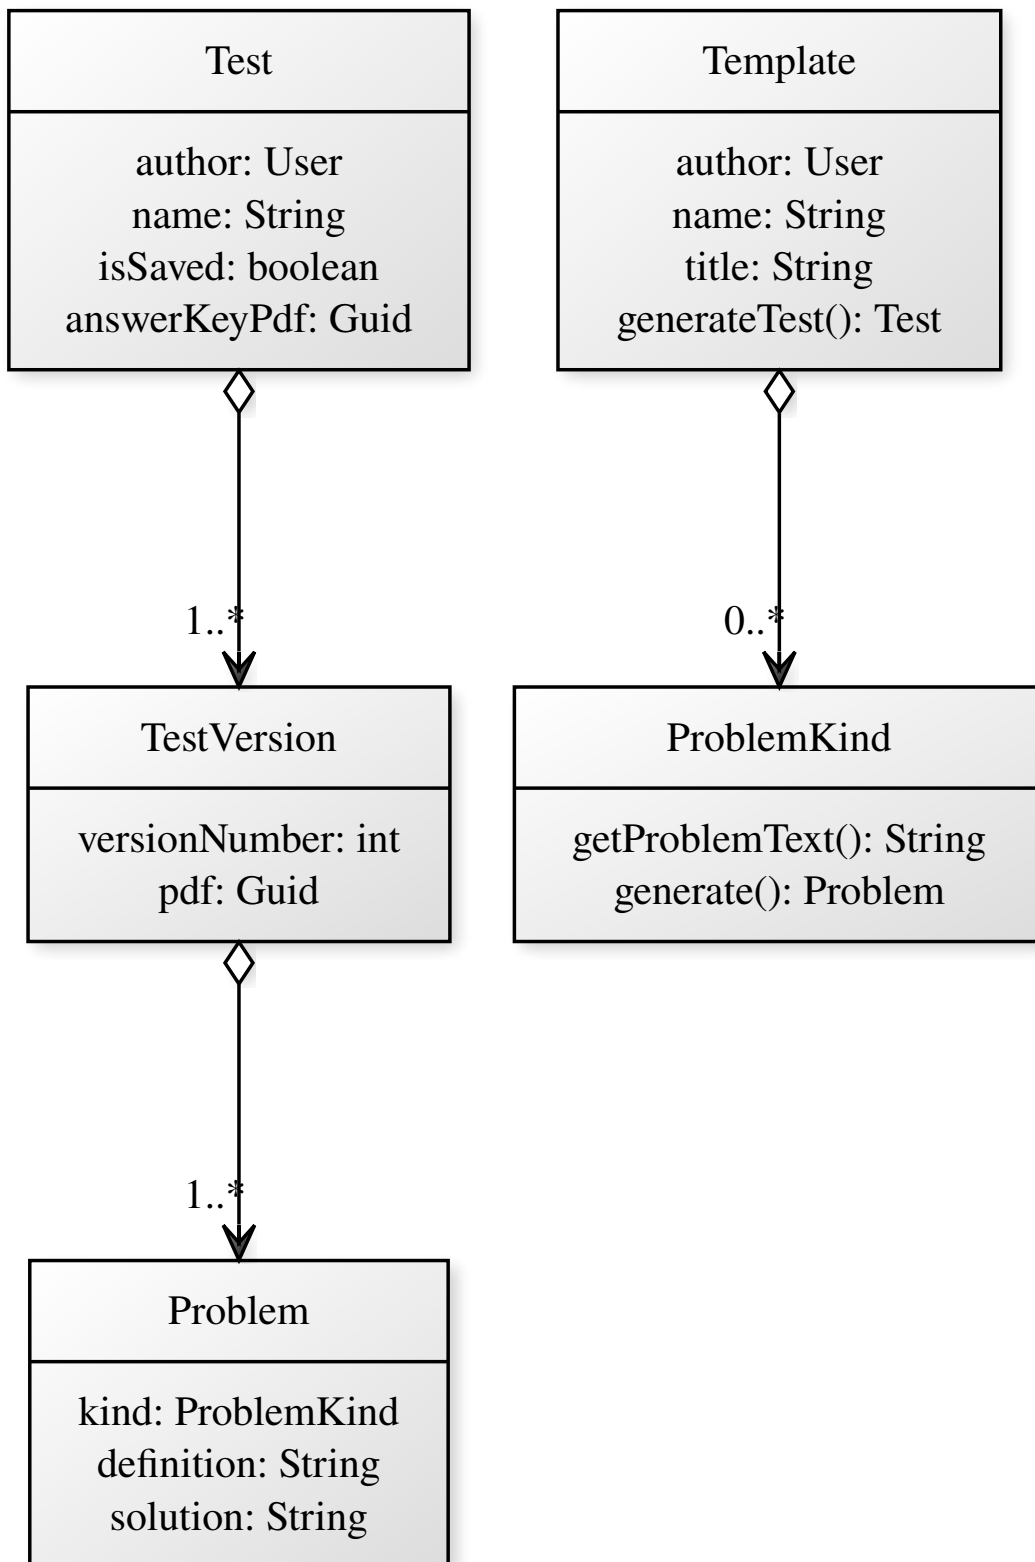 Test
author: User
name: String
isSaved: boolean
answerKeyPdf: Guid
1..*
TestVersion
versionNumber: int
pdf: Guid
1..*
Problem
kind: ProblemKind
definition: String
solution: String
Template
author: User
name: String
title: String
generateTest(): Test
0..*
ProblemKind
getProblemText(): String
generate(): Problem